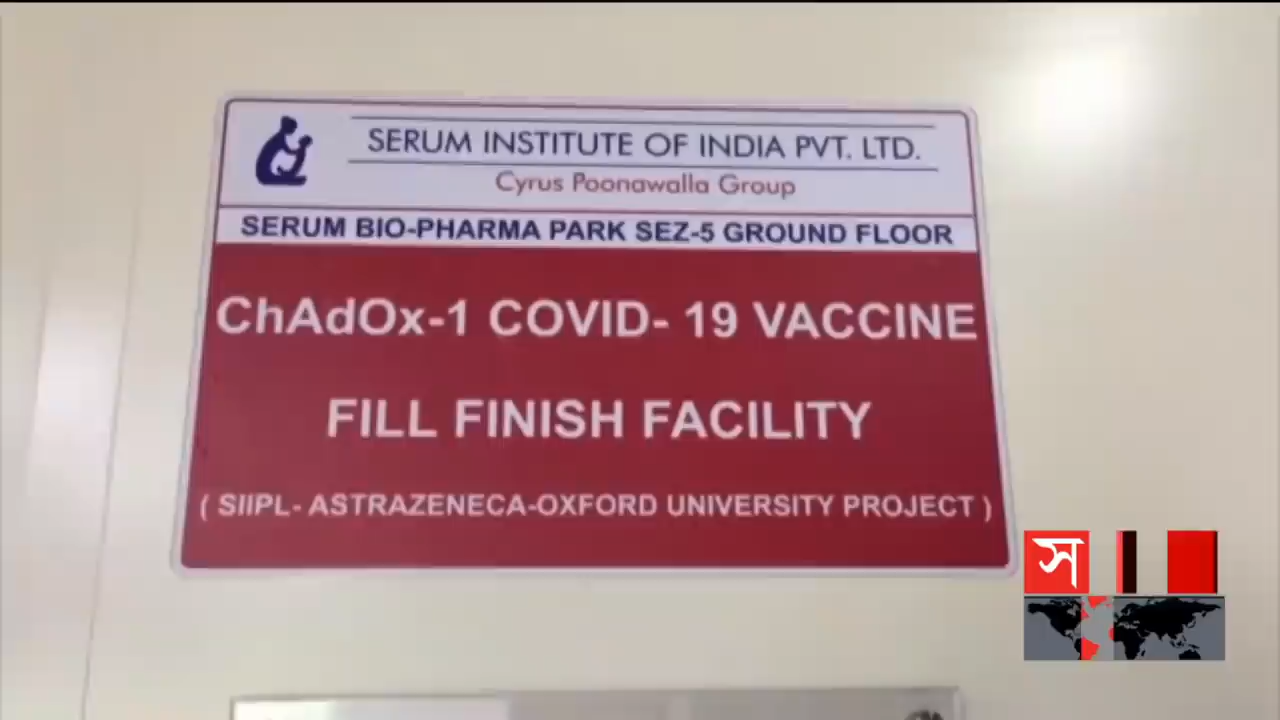 SERUM INSTITUTE OF INDIA PVT. LTD.
Cyrus Poonawalla Group
SERUM BIO-PHARMA PARK SEZ-5 GROUND FLOOR
ChAdOx-1 COVID- 19 VACCINE
FILL FINISH FACILITY
( SIIPL- ASTRAZENECA-OXFORD UNIVERSITY PROJECT )
স